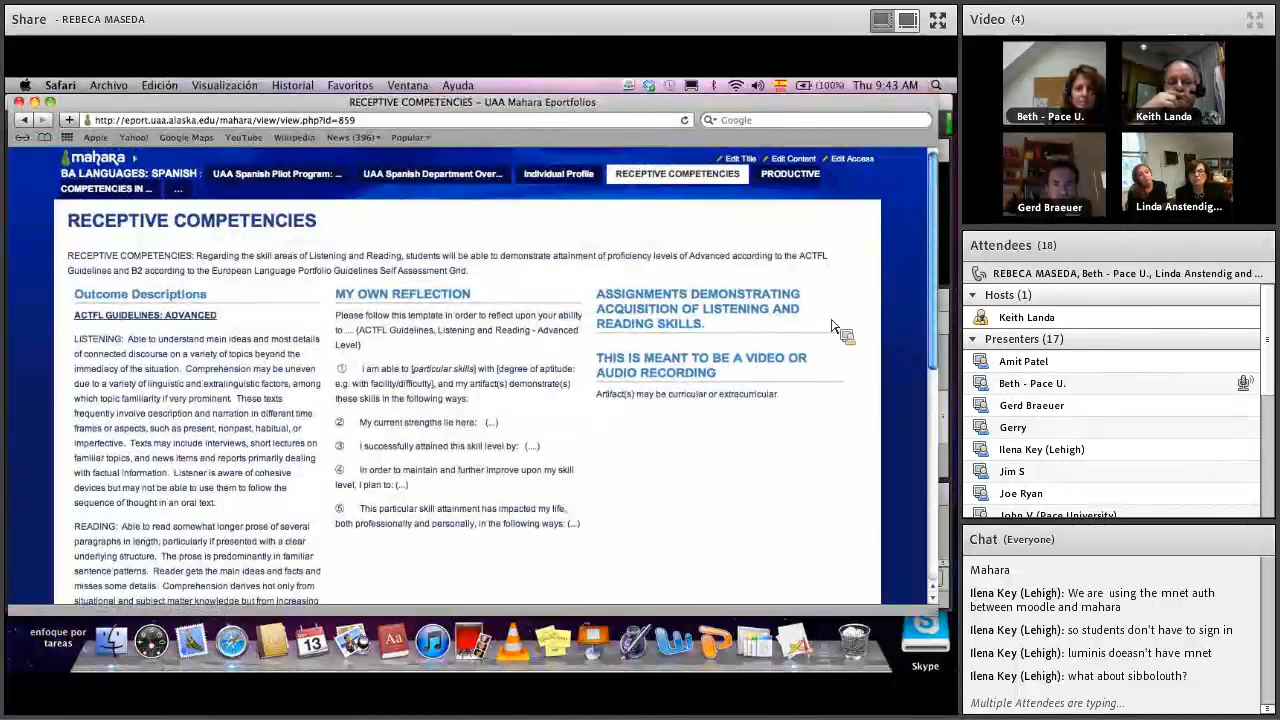 Share - REBECA MASEDA
Safari Archivo Edición Visualización Historial Favoritos Ventana Ayuda
(100%) Thu 9:43 AM
RECEPTIVE COMPETENCIES – UAA Mahara Eportfolios
http://eport.uaa.alaska.edu/mahara/view/view.php?id=859
Google
Apple Yahoo! Google Maps YouTube Wikipedia News (396) Popular
mahara
Edit Title Edit Content Edit Access
BA LANGUAGES: SPANISH : UAA Spanish Pilot Program: ... UAA Spanish Department Over... Individual Profile RECEPTIVE COMPETENCIES PRODUCTIVE
COMPETENCIES IN ... ...
RECEPTIVE COMPETENCIES
RECEPTIVE COMPETENCIES: Regarding the skill areas of Listening and Reading, students will be able to demonstrate attainment of proficiency levels of Advanced according to the ACTFL
Guidelines and B2 according to the European Language Portfolio Guidelines Self Assessment Grid.
Outcome Descriptions
ACTFL GUIDELINES: ADVANCED
LISTENING: Able to understand main ideas and most details
of connected discourse on a variety of topics beyond the
immediacy of the situation. Comprehension may be uneven
due to a variety of linguistic and extralinguistic factors, among
which topic familiarity if very prominent. These texts
frequently involve description and narration in different time
frames or aspects, such as present, nonpast, habitual, or
imperfective. Texts may include interviews, short lectures on
familiar topics, and news items and reports primarily dealing
with factual information. Listener is aware of cohesive
devices but may not be able to use them to follow the
sequence of thought in an oral text.
READING: Able to read somewhat longer prose of several
paragraphs in length, particularly if presented with a clear
underlying structure. The prose is predominantly in familiar
sentence patterns. Reader gets the main ideas and facts and
misses some details. Comprehension derives not only from
situational and subject matter knowledge but from increasing
MY OWN REFLECTION
Please follow this template in order to reflect upon your ability
to .... (ACTFL Guidelines, Listening and Reading - Advanced
Level)
① I am able to [particular skills] with [degree of aptitude:
e.g. with facility/difficulty], and my artifact(s) demonstrate(s)
these skills in the following ways:
② My current strengths lie here: (...)
③ I successfully attained this skill level by: (....)
④ In order to maintain and further improve upon my skill
level, I plan to: (...)
⑤ This particular skill attainment has impacted my life,
both professionally and personally, in the following ways: (...)
ASSIGNMENTS DEMONSTRATING
ACQUISITION OF LISTENING AND
READING SKILLS.
THIS IS MEANT TO BE A VIDEO OR
AUDIO RECORDING
Artifact(s) may be curricular or extracurricular.
enfoque por
tareas
JAN
13
Skype
Video (4)
Beth - Pace U.
Keith Landa
Gerd Braeuer
Linda Anstendig...
Attendees (18)
REBECA MASEDA, Beth - Pace U., Linda Anstendig and ...
Hosts (1)
Keith Landa
Presenters (17)
Amit Patel
Beth - Pace U.
Gerd Braeuer
Gerry
Ilena Key (Lehigh)
Jim S
Joe Ryan
John V (Pace University)
Chat (Everyone)
Mahara
Ilena Key (Lehigh): We are using the mnet auth
between moodle and mahara
Ilena Key (Lehigh): so students don't have to sign in
Ilena Key (Lehigh): luminis doeasn't have mnet
Ilena Key (Lehigh): what about sibbolouth?
Multiple Attendees are typing...